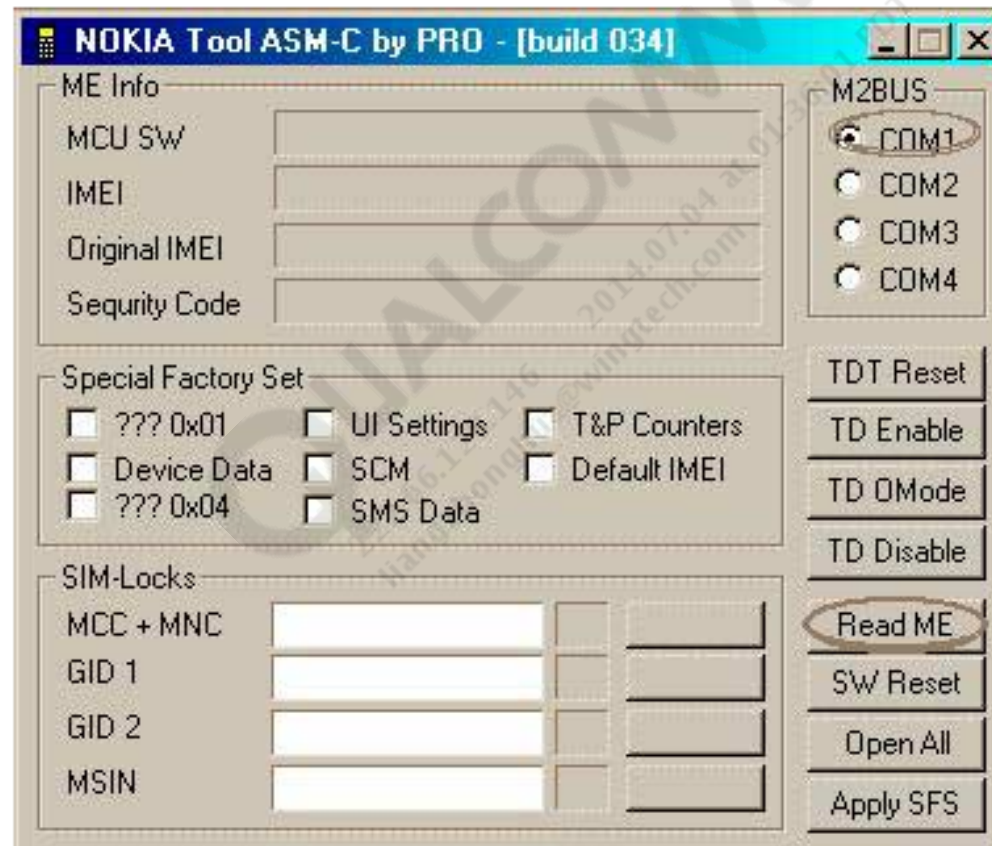 NOKIA Tool ASM-C by PRO - [build 034]
ME Info
MCU SW
IMEI
Original IMEI
Sequrity Code
M2BUS
COM1
COM2
COM3
COM4
Special Factory Set
??? 0x01
UI Settings
T&P Counters
Device Data
SCM
Default IMEI
??? 0x04
SMS Data
SIM-Locks
MCC + MNC
GID 1
GID 2
MSIN
TDT Reset
TD Enable
TD OMode
TD Disable
Read ME
SW Reset
Open All
Apply SFS
QUALCOMM